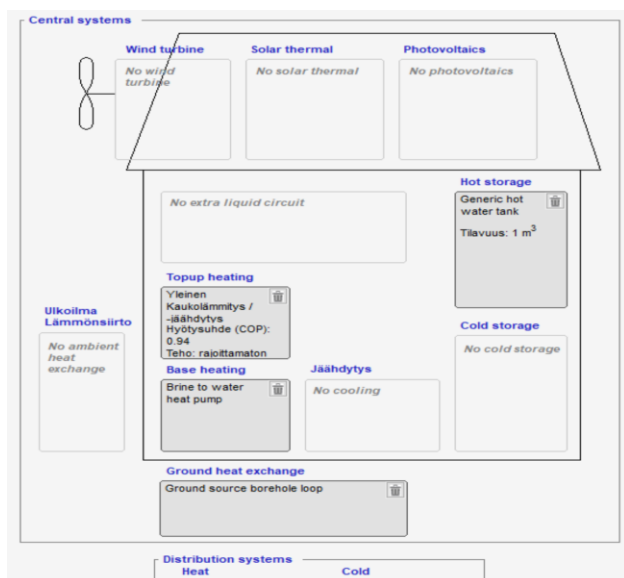 Central systems
Wind turbine
No wind
turbine
Solar thermal
No solar thermal
Photovoltaics
No photovoltaics
No extra liquid circuit
Hot storage
Generic hot
water tank
Tilavuus: 1 m³
Topup heating
Yleinen
Kaukolämmitys /
-jäähdytys
Hyötysuhde (COP):
0.94
Teho: rajoittamaton
Ulkoilma
Lämmönsiirto
No ambient
heat
exchange
Cold storage
No cold storage
Base heating
Brine to water
heat pump
Jäähdytys
No cooling
Ground heat exchange
Ground source borehole loop
Distribution systems
Heat
Cold